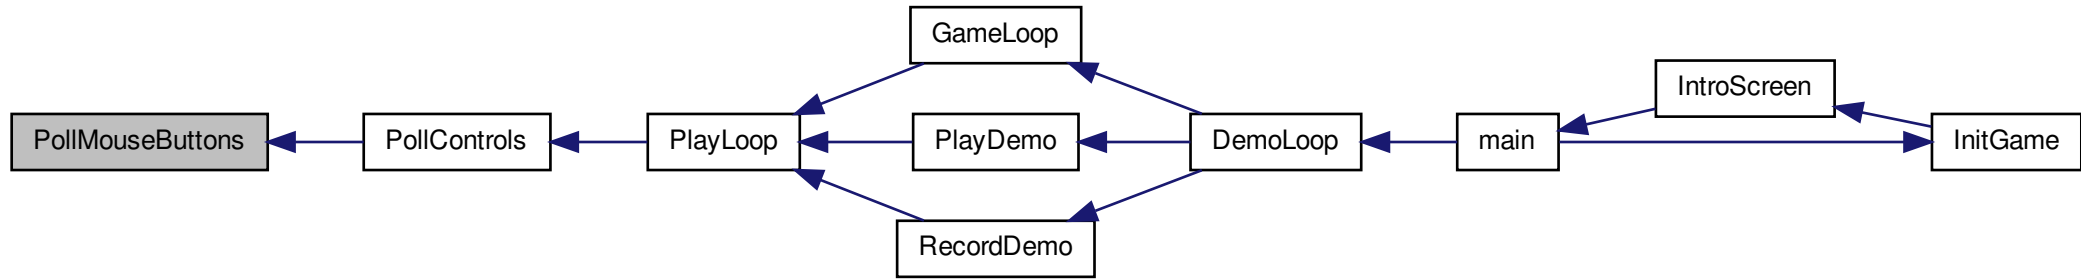 PollMouseButtons
PollControls
PlayLoop
GameLoop
PlayDemo
RecordDemo
DemoLoop
main
IntroScreen
InitGame